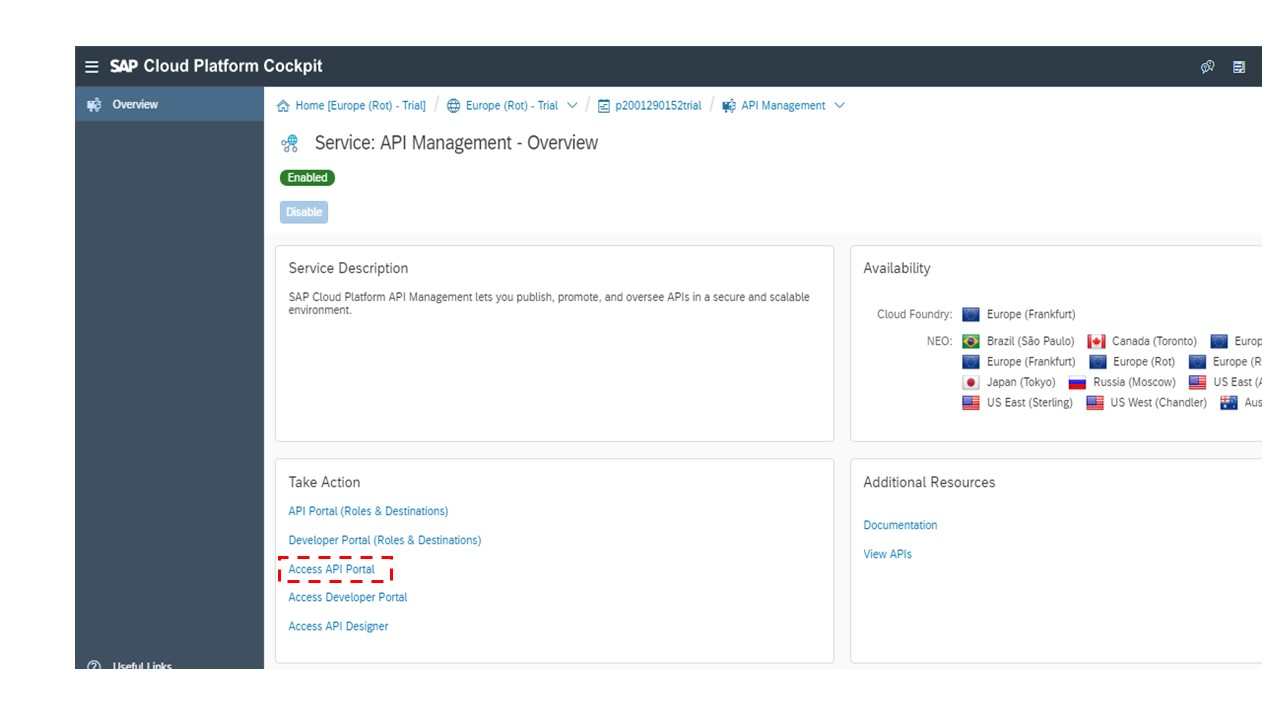 SAP Cloud Platform Cockpit
Overview
Home [Europe (Rot) - Trial] / Europe (Rot) - Trial / p2001290152trial / API Management
Service: API Management - Overview
Enabled
Disable
Service Description
SAP Cloud Platform API Management lets you publish, promote, and oversee APIs in a secure and scalable
environment.
Availability
Cloud Foundry: Europe (Frankfurt)
NEO: Brazil (São Paulo) Canada (Toronto)
Europe (Frankfurt) Europe (Rot)
Japan (Tokyo) Russia (Moscow) US East
US East (Sterling) US West (Chandler)
Take Action
API Portal (Roles & Destinations)
Developer Portal (Roles & Destinations)
Access API Portal
Access Developer Portal
Access API Designer
Additional Resources
Documentation
View APIs
Useful Links